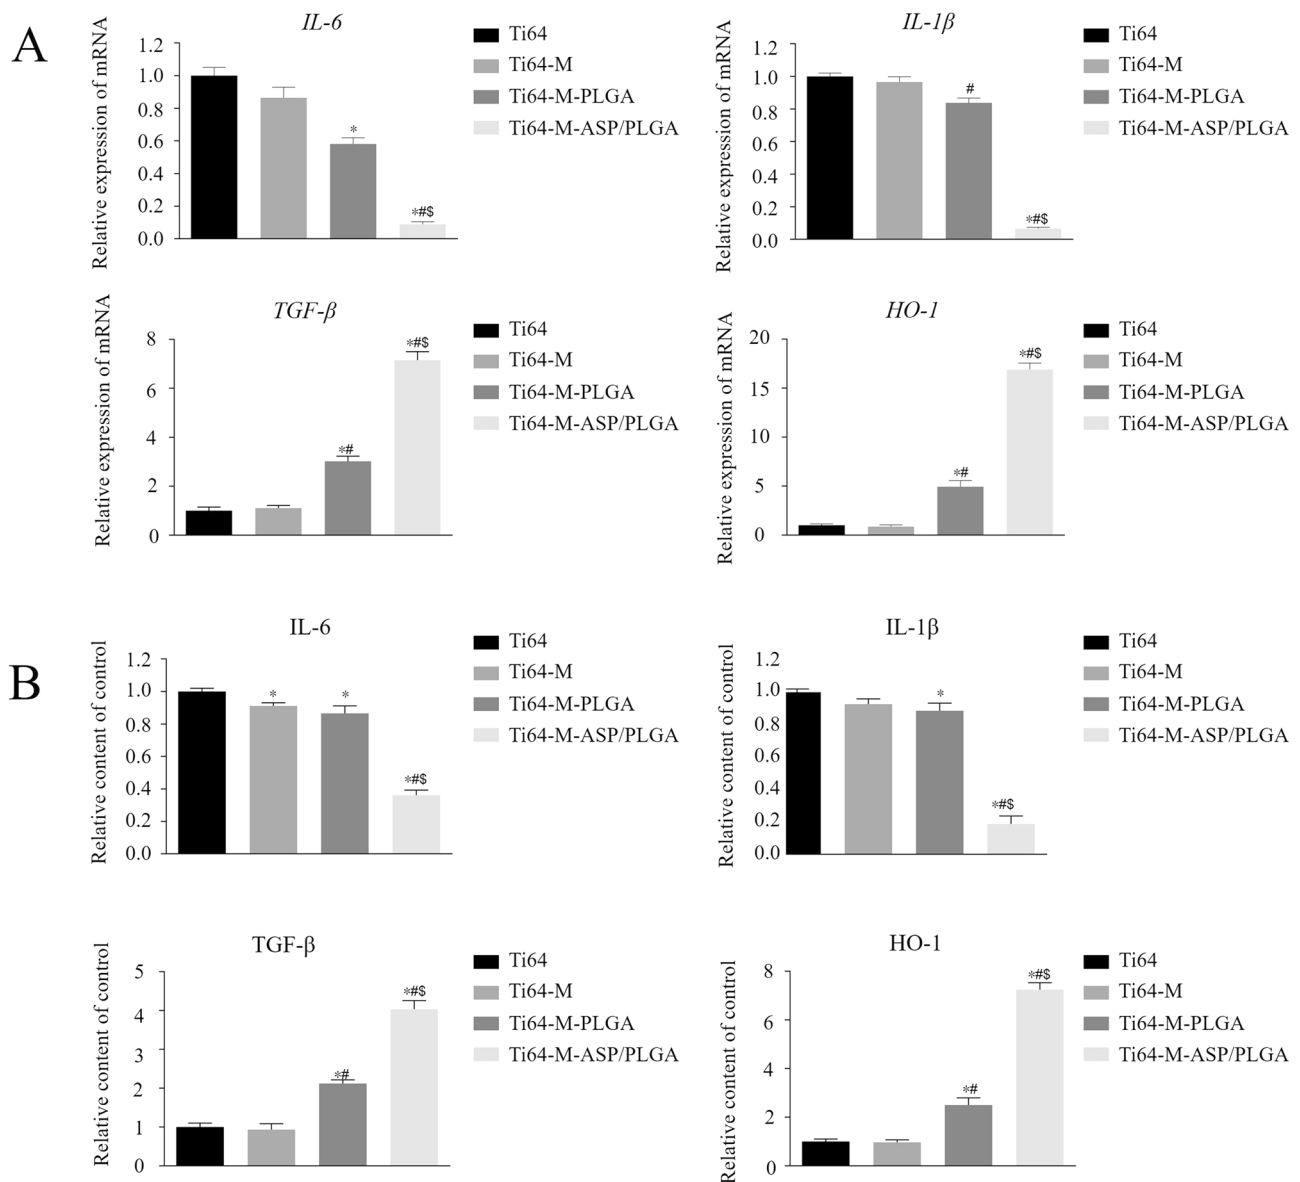 A
IL-6
Relative expression of mRNA
1.2
1.0
0.8
0.6
0.4
0.2
0.0
*
*#$
Ti64
Ti64-M
Ti64-M-PLGA
Ti64-M-ASP/PLGA
IL-1β
Relative expression of mRNA
1.2
1.0
0.8
0.6
0.4
0.2
0.0
#
*#$
Ti64
Ti64-M
Ti64-M-PLGA
Ti64-M-ASP/PLGA
TGF-β
Relative expression of mRNA
8
6
4
2
0
*#
*#$
Ti64
Ti64-M
Ti64-M-PLGA
Ti64-M-ASP/PLGA
HO-1
Relative expression of mRNA
20
15
10
5
0
*#
*#$
Ti64
Ti64-M
Ti64-M-PLGA
Ti64-M-ASP/PLGA
B
IL-6
Relative content of control
1.2
1.0
0.8
0.6
0.4
0.2
0.0
*
*
*#$
Ti64
Ti64-M
Ti64-M-PLGA
Ti64-M-ASP/PLGA
IL-1β
Relative content of control
1.2
1.0
0.8
0.6
0.4
0.2
0.0
*
*#$
Ti64
Ti64-M
Ti64-M-PLGA
Ti64-M-ASP/PLGA
TGF-β
Relative content of control
5
4
3
2
1
0
*#
*#$
Ti64
Ti64-M
Ti64-M-PLGA
Ti64-M-ASP/PLGA
HO-1
Relative content of control
8
6
4
2
0
*#
*#$
Ti64
Ti64-M
Ti64-M-PLGA
Ti64-M-ASP/PLGA